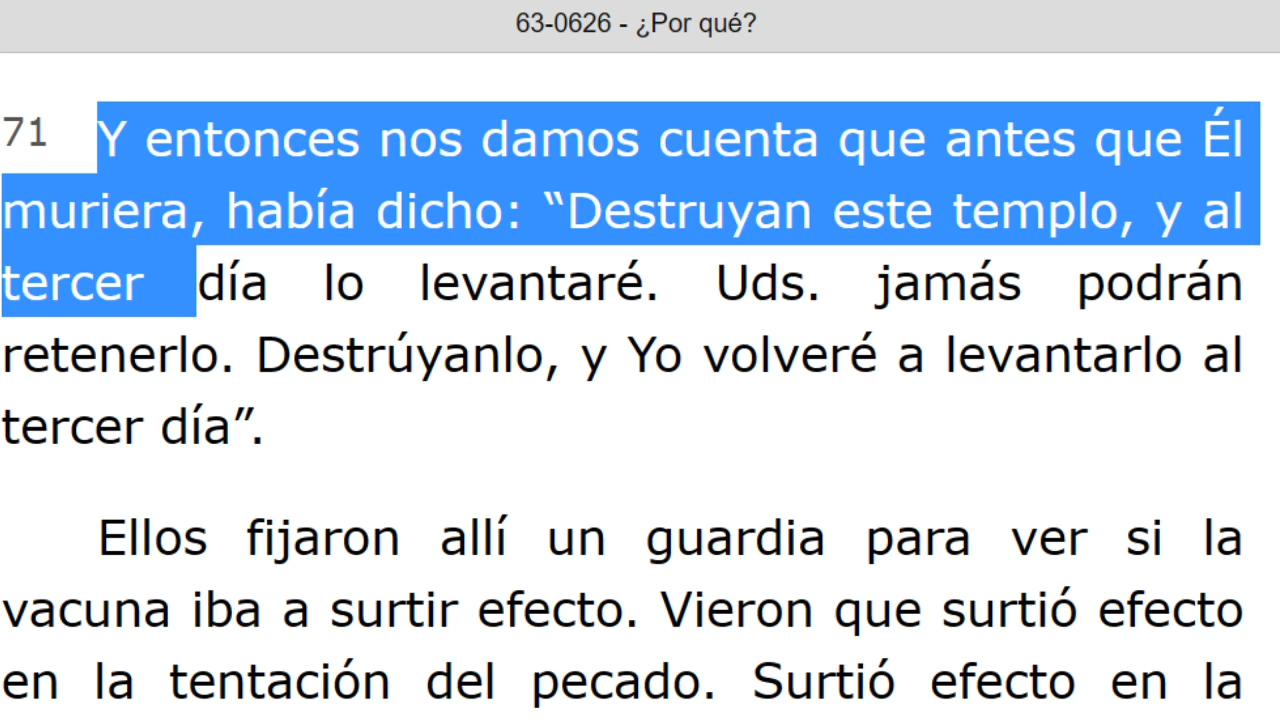 63-0626 - ¿Por qué?
71 Y entonces nos damos cuenta que antes que Él
muriera, había dicho: “Destruyan este templo, y al
tercer día lo levantaré. Uds. jamás podrán
retenerlo. Destrúyanlo, y Yo volveré a levantarlo al
tercer día”.
Ellos fijaron allí un guardia para ver si la
vacuna iba a surtir efecto. Vieron que surtió efecto
en la tentación del pecado. Surtió efecto en la